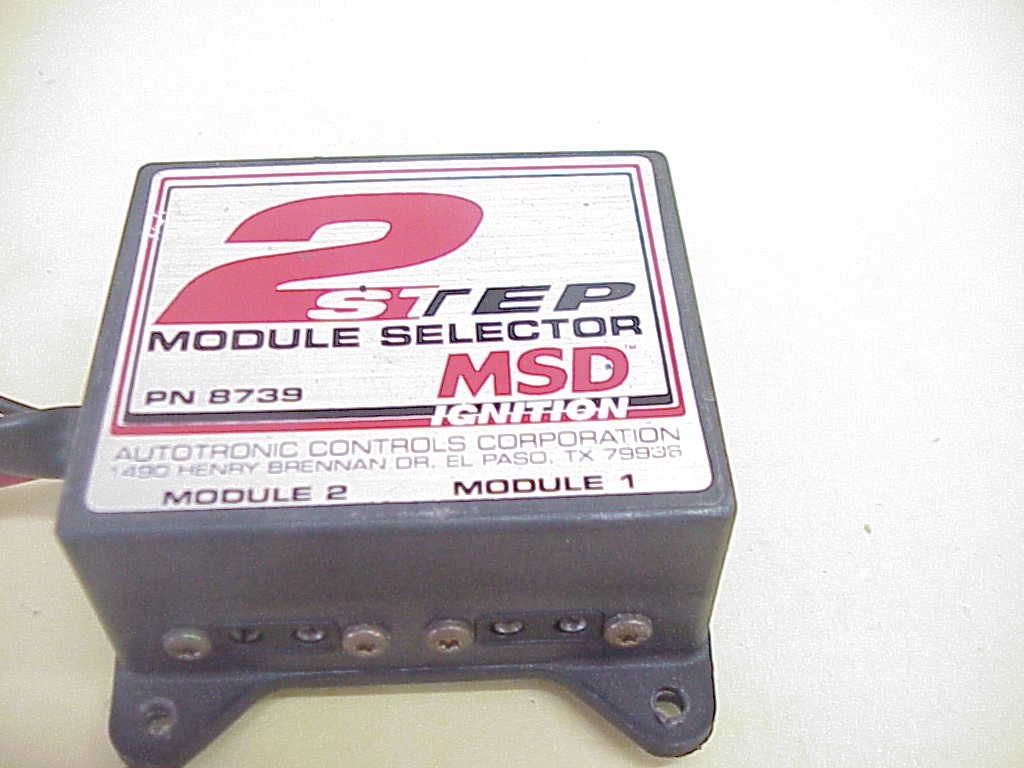 2
STEP
MODULE SELECTOR
MSD™
PN 8739
IGNITION
AUTOTRONIC CONTROLS CORPORATION
1490 HENRY BRENNAN DR. EL PASO, TX 79936
MODULE 2 MODULE 1